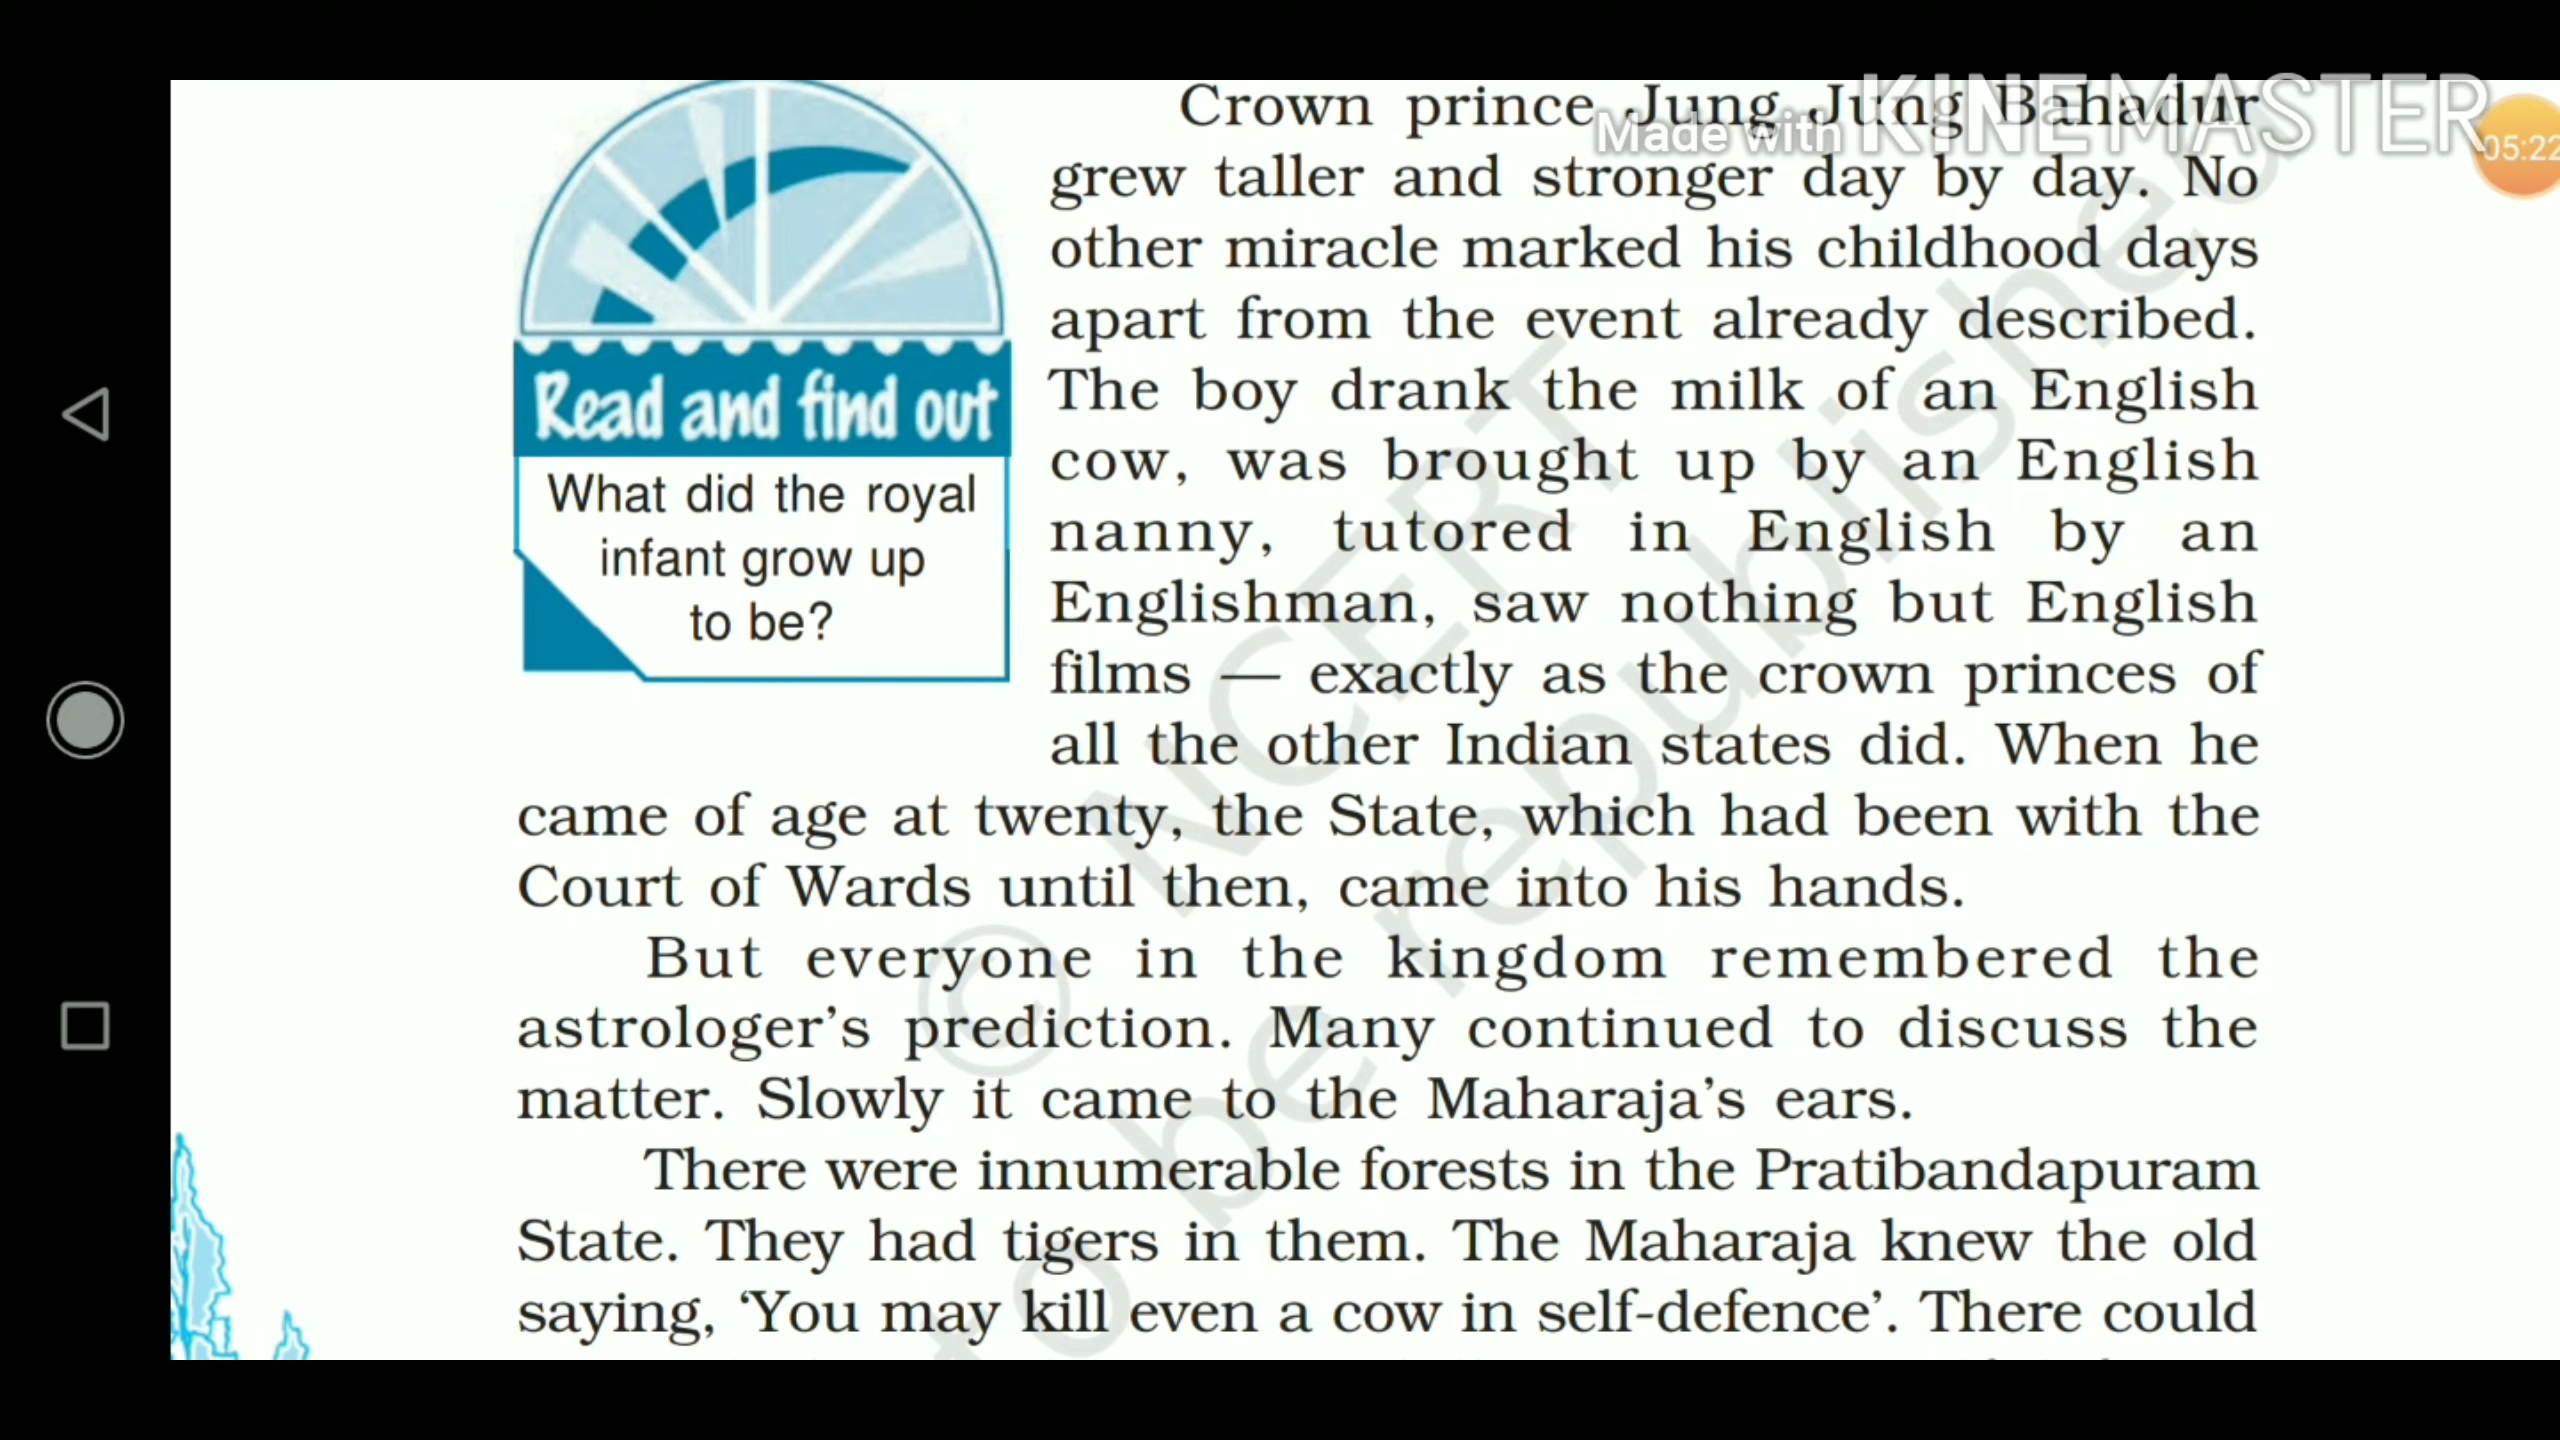 Crown prince Jung Jung Bahadur
Made with KINEMASTER
05:22
grew taller and stronger day by day. No
other miracle marked his childhood days
apart from the event already described.
The boy drank the milk of an English
cow, was brought up by an English
nanny, tutored in English by an
Englishman, saw nothing but English
films — exactly as the crown princes of
all the other Indian states did. When he
Read and find out
What did the royal
infant grow up
to be?
came of age at twenty, the State, which had been with the
Court of Wards until then, came into his hands.
But everyone in the kingdom remembered the
astrologer’s prediction. Many continued to discuss the
matter. Slowly it came to the Maharaja’s ears.
There were innumerable forests in the Pratibandapuram
State. They had tigers in them. The Maharaja knew the old
saying, ‘You may kill even a cow in self-defence’. There could
© NCERT
to be republished